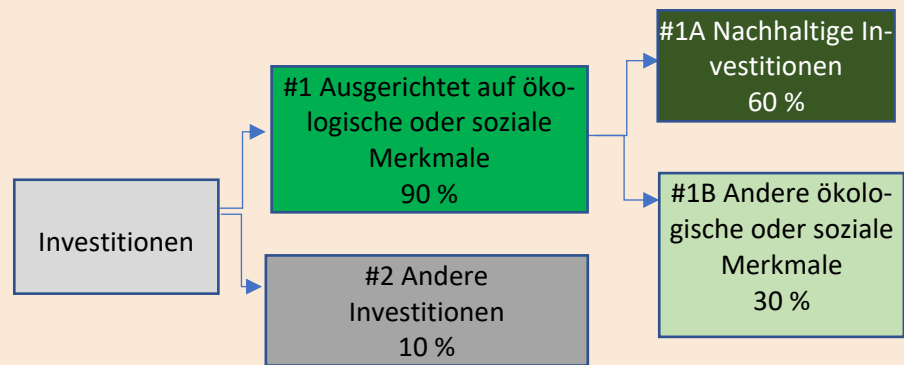 Investitionen
#1 Ausgerichtet auf öko-
logische oder soziale
Merkmale
90 %
#2 Andere
Investitionen
10 %
#1A Nachhaltige In-
vestitionen
60 %
#1B Andere ökolo-
gische oder soziale
Merkmale
30 %